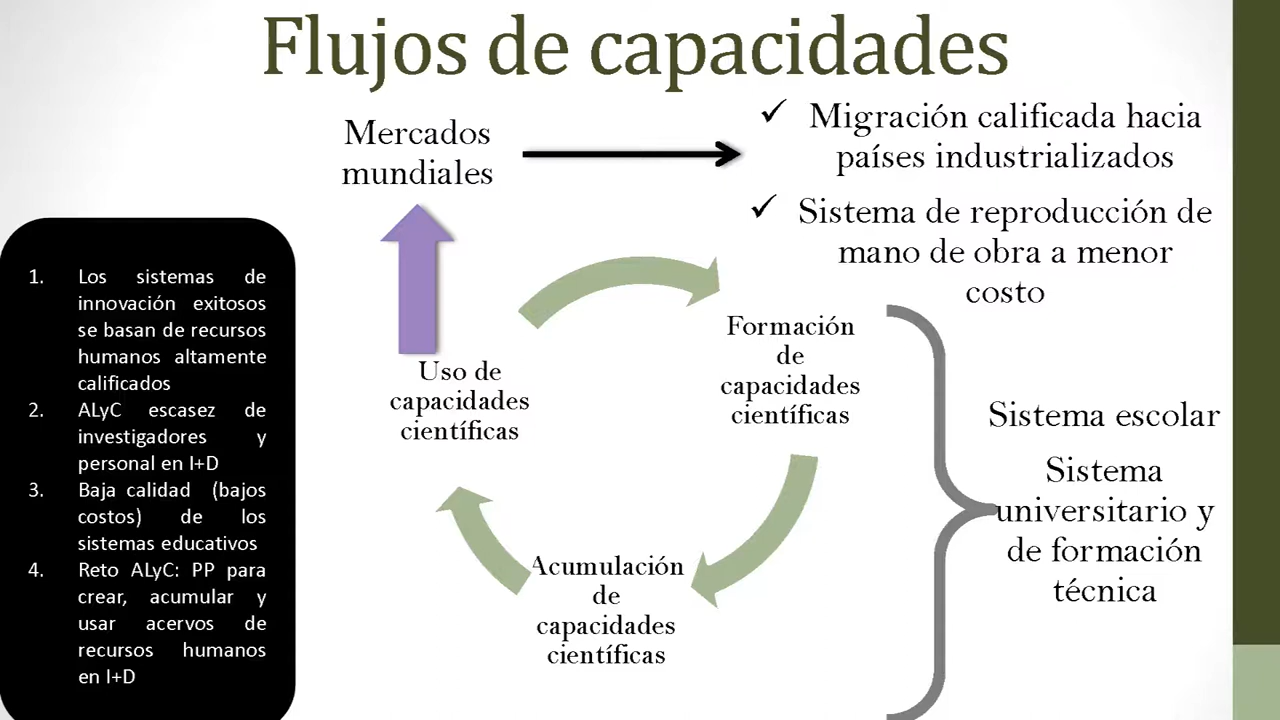 Flujos de capacidades
Mercados
mundiales
✓ Migración calificada hacia
países industrializados
✓ Sistema de reproducción de
mano de obra a menor
costo
1. Los sistemas de
innovación exitosos
se basan de recursos
humanos altamente
calificados
2. ALyC escasez de
investigadores y
personal en I+D
3. Baja calidad (bajos
costos) de los
sistemas educativos
4. Reto ALyC: PP para
crear, acumular y
usar acervos de
recursos humanos
en I+D
Uso de
capacidades
científicas
Formación
de
capacidades
científicas
Acumulación
de
capacidades
científicas
Sistema escolar
Sistema
universitario y
de formación
técnica